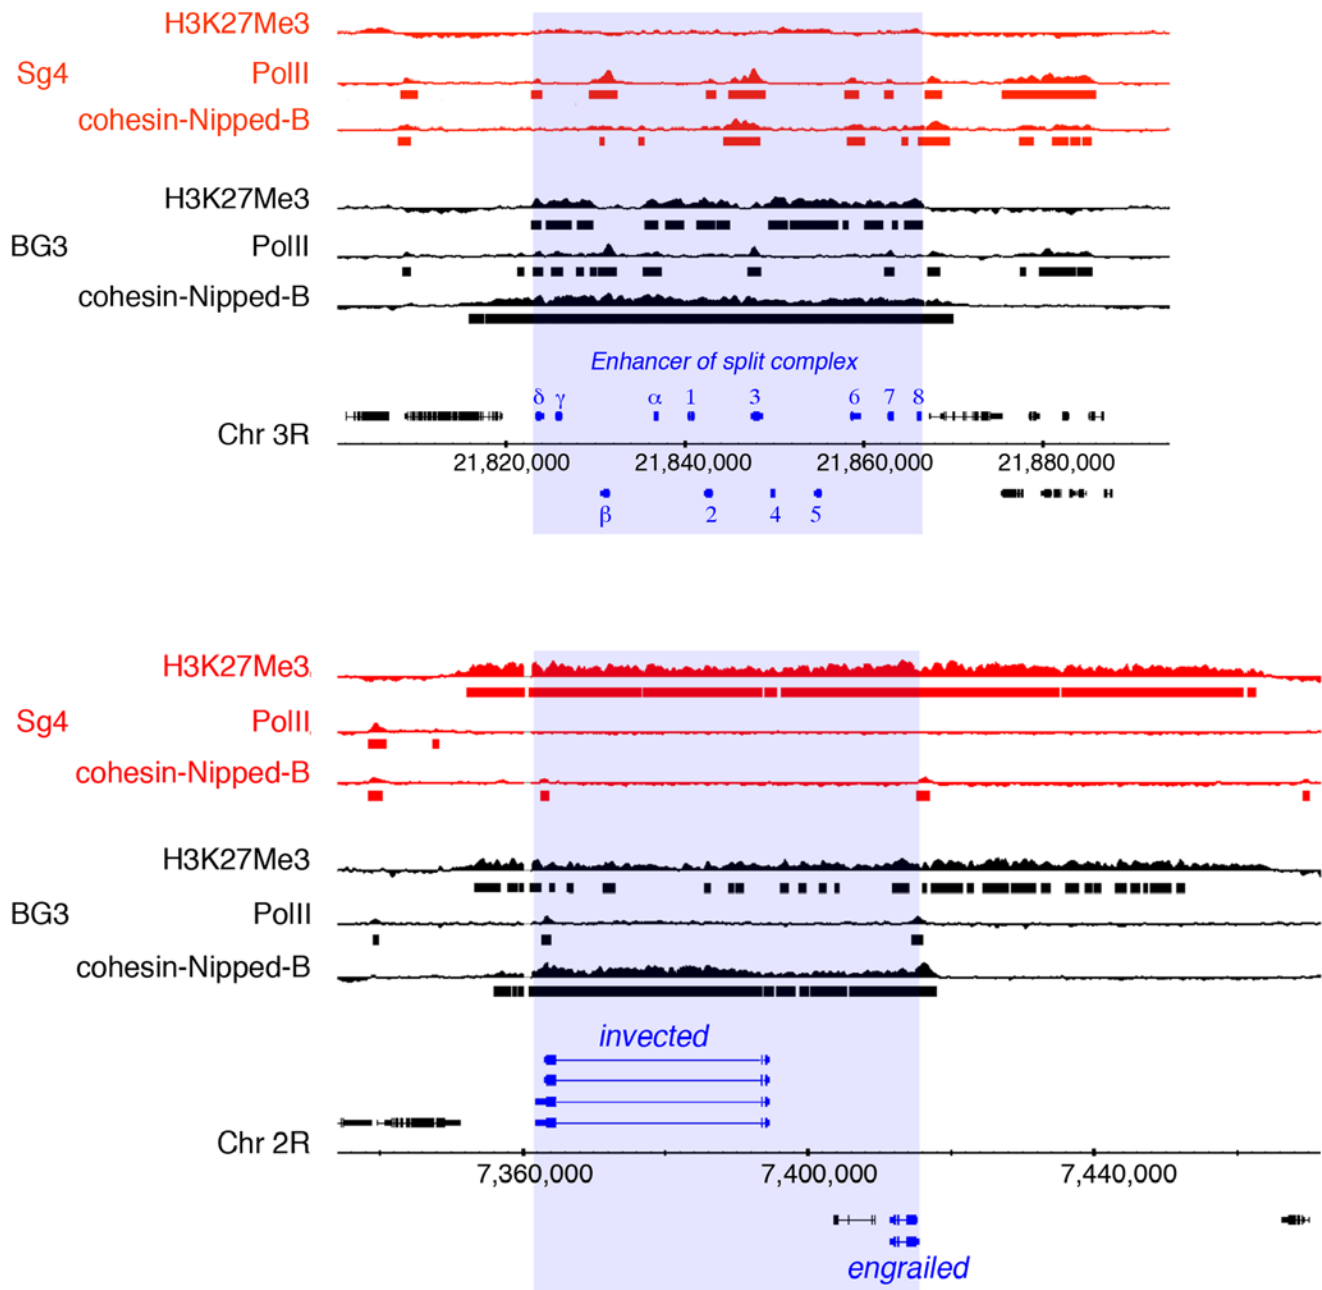 H3K27Me3
Sg4 PolII
cohesin-Nipped-B
H3K27Me3
BG3 PolII
cohesin-Nipped-B
Enhancer of split complex
δ γ α 1 3 6 7 8
Chr 3R
21,820,000 21,840,000 21,860,000 21,880,000
β 2 4 5
H3K27Me3
Sg4 PolII
cohesin-Nipped-B
H3K27Me3
BG3 PolII
cohesin-Nipped-B
invected
Chr 2R
7,360,000 7,400,000 7,440,000
engrailed